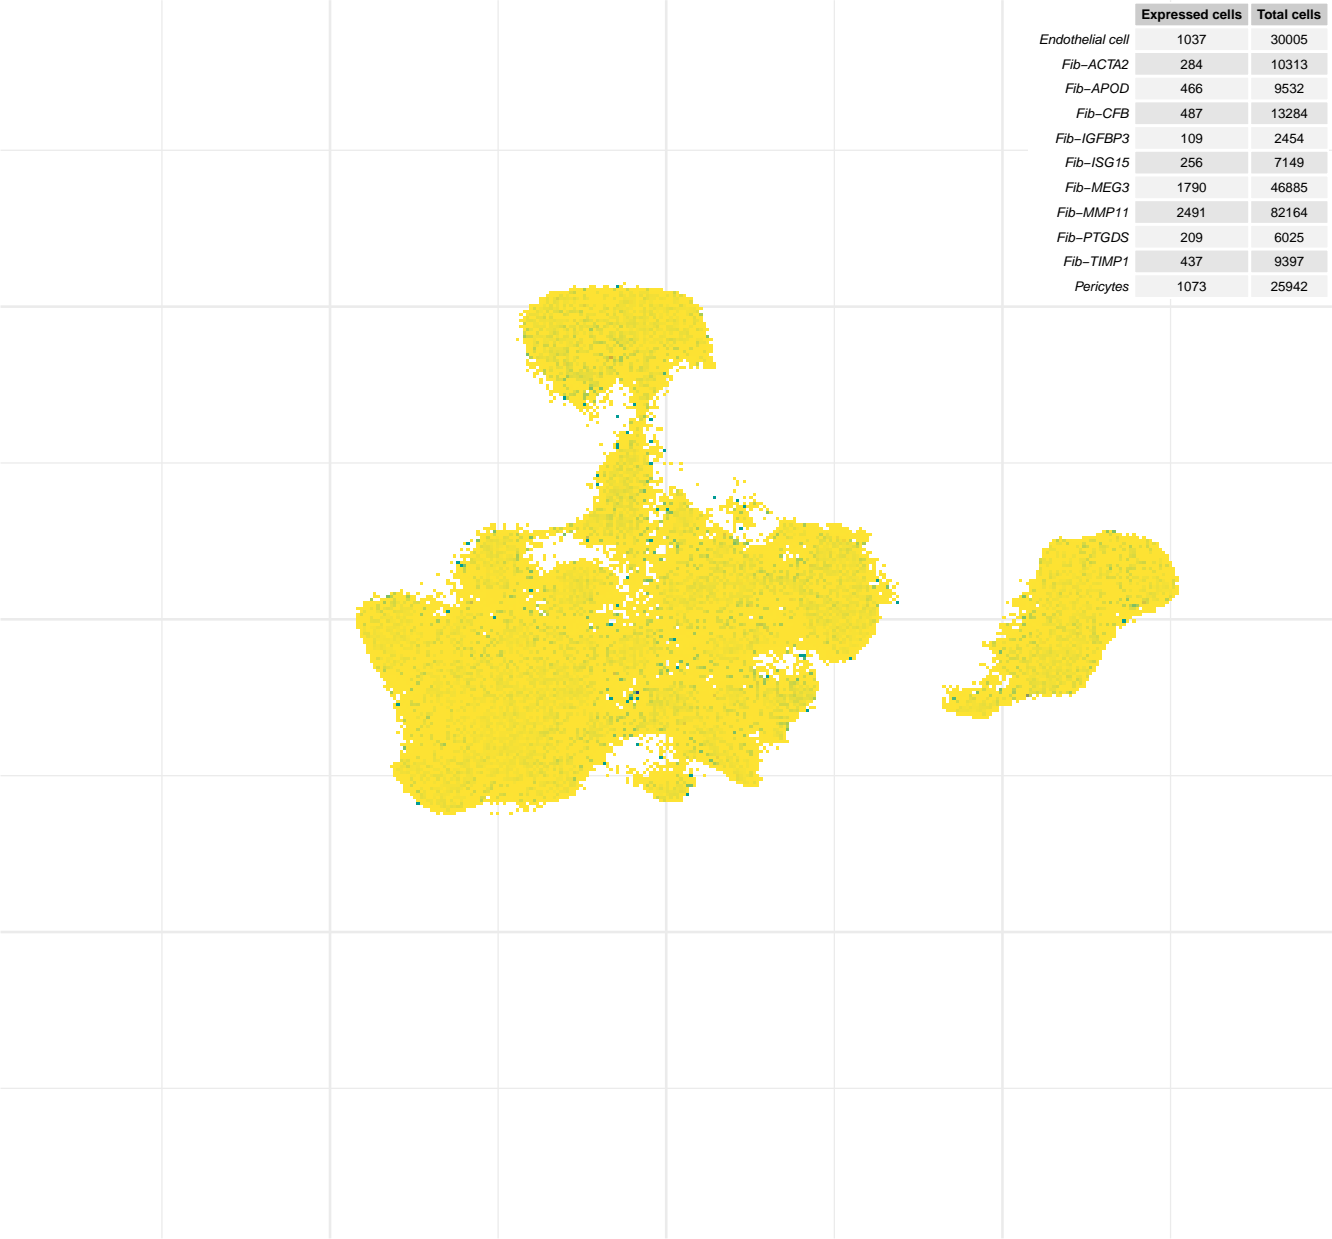 Expressed cells Total cells
Endothelial cell 1037 30005
Fib−ACTA2 284 10313
Fib−APOD 466 9532
Fib−CFB 487 13284
Fib−IGFBP3 109 2454
Fib−ISG15 256 7149
Fib−MEG3 1790 46885
Fib−MMP11 2491 82164
Fib−PTGDS 209 6025
Fib−TIMP1 437 9397
Pericytes 1073 25942